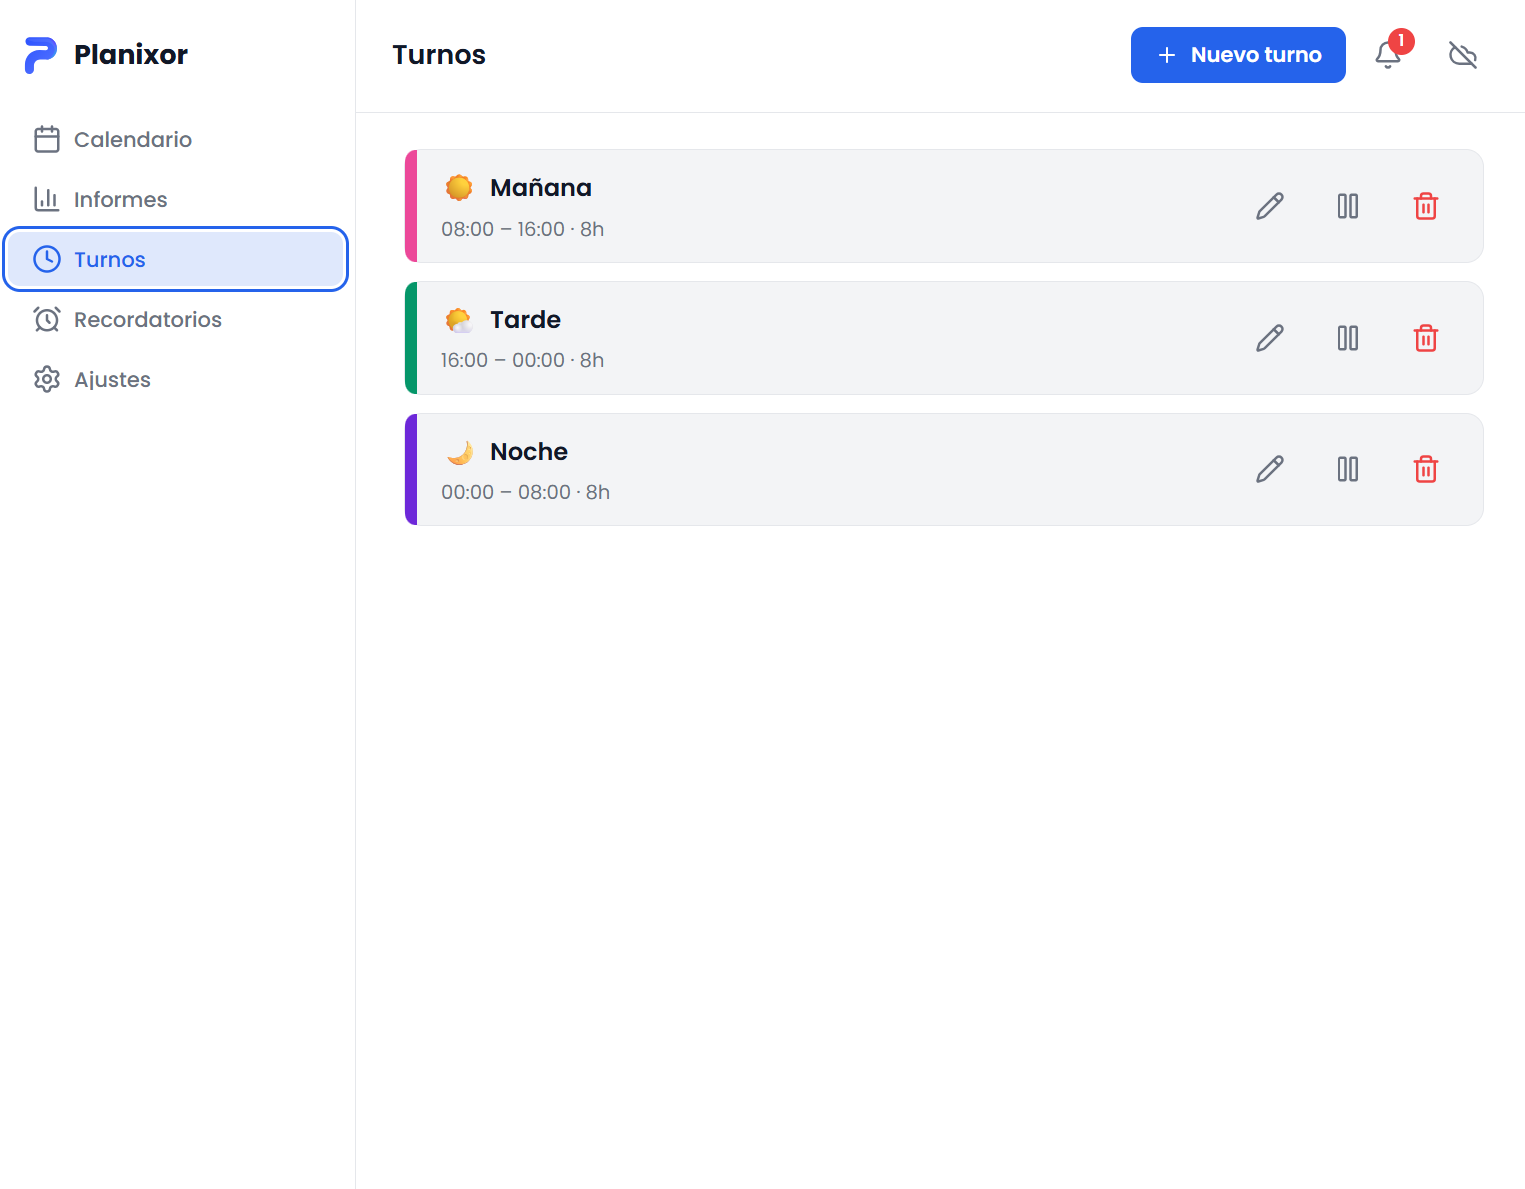 Planixor
Calendario
Informes
Turnos
Recordatorios
Ajustes
Turnos
Nuevo turno
1
Mañana
08:00 – 16:00 · 8h
Tarde
16:00 – 00:00 · 8h
Noche
00:00 – 08:00 · 8h